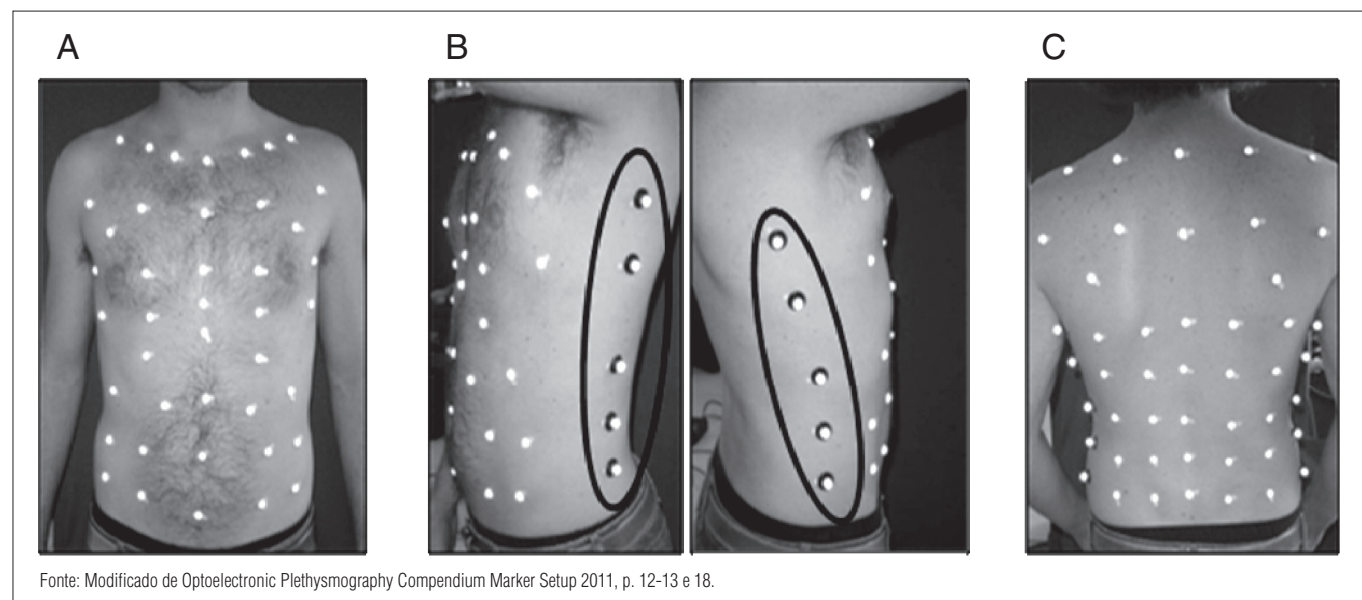 A
B
C
Fonte: Modificado de Optoelectronic Plethysmography Compendium Marker Setup 2011, p. 12-13 e 18.